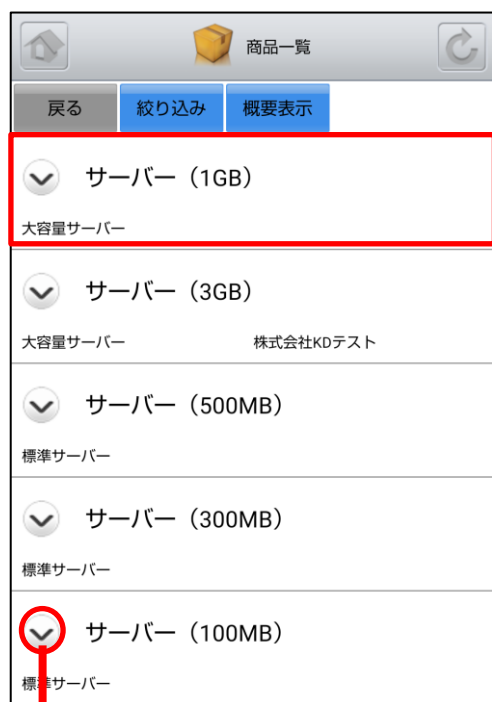 商品一覧
戻る 絞り込み 概要表示
サーバー（1GB）
大容量サーバー
サーバー（3GB）
大容量サーバー 株式会社KDテスト
サーバー（500MB）
標準サーバー
サーバー（300MB）
標準サーバー
サーバー（100MB）
標準サーバー